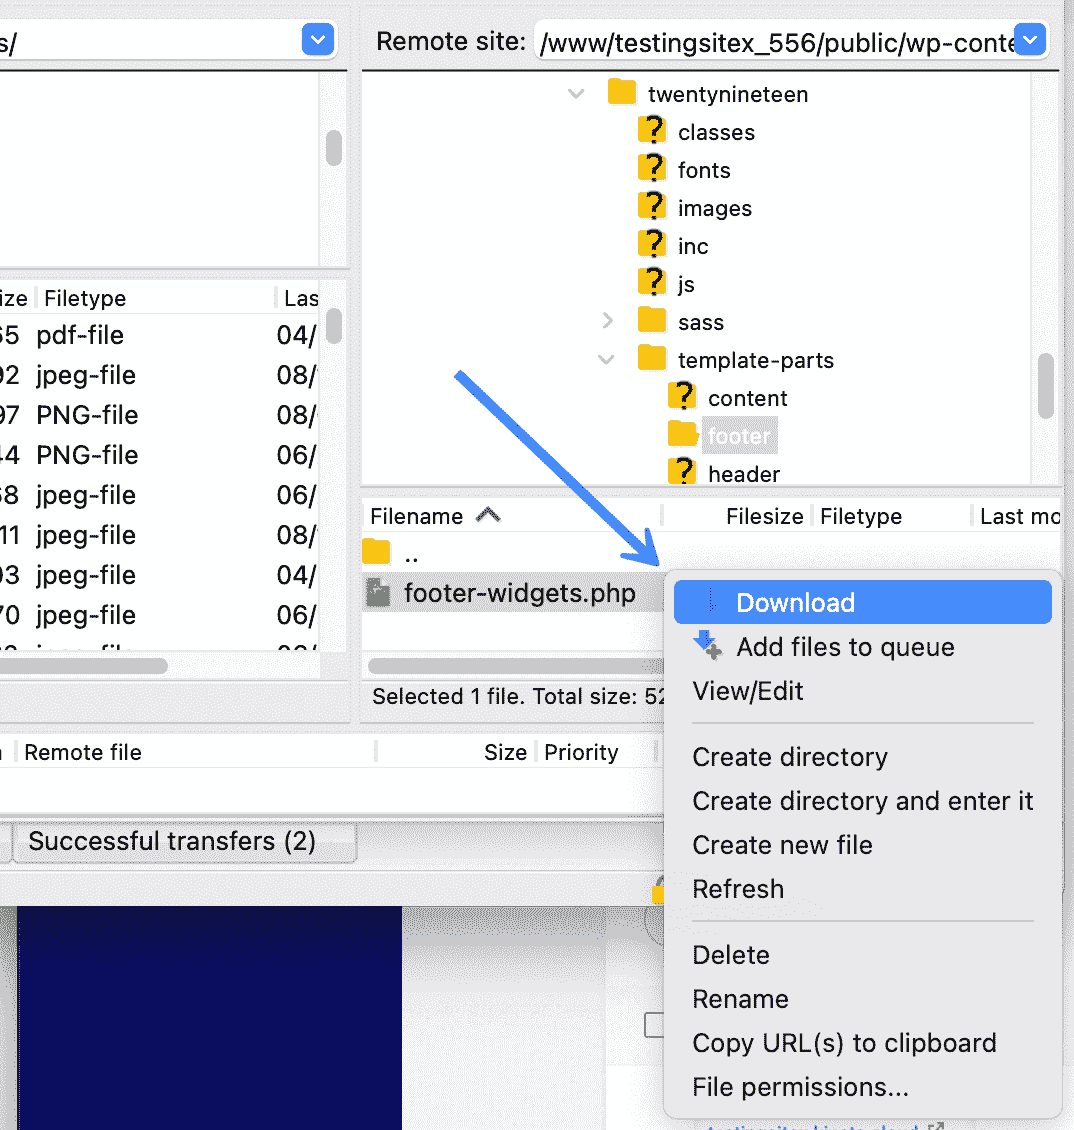 s/
Remote site: /www/testingsitex_556/public/wp-conte
twentynineteen
classes
fonts
images
inc
js
sass
template-parts
content
footer
header
ize Filetype Las
65 pdf-file 04/
92 jpeg-file 08/
97 PNG-file 08/
44 PNG-file 06/
68 jpeg-file 06/
11 jpeg-file 08/
93 jpeg-file 04/
70 jpeg-file 06/
Filename Filesize Filetype Last mo
..
footer-widgets.php
Selected 1 file. Total size: 52
Download
Add files to queue
View/Edit
Create directory
Create directory and enter it
Create new file
Refresh
Delete
Rename
Copy URL(s) to clipboard
File permissions...
Remote file Size Priority
Successful transfers (2)